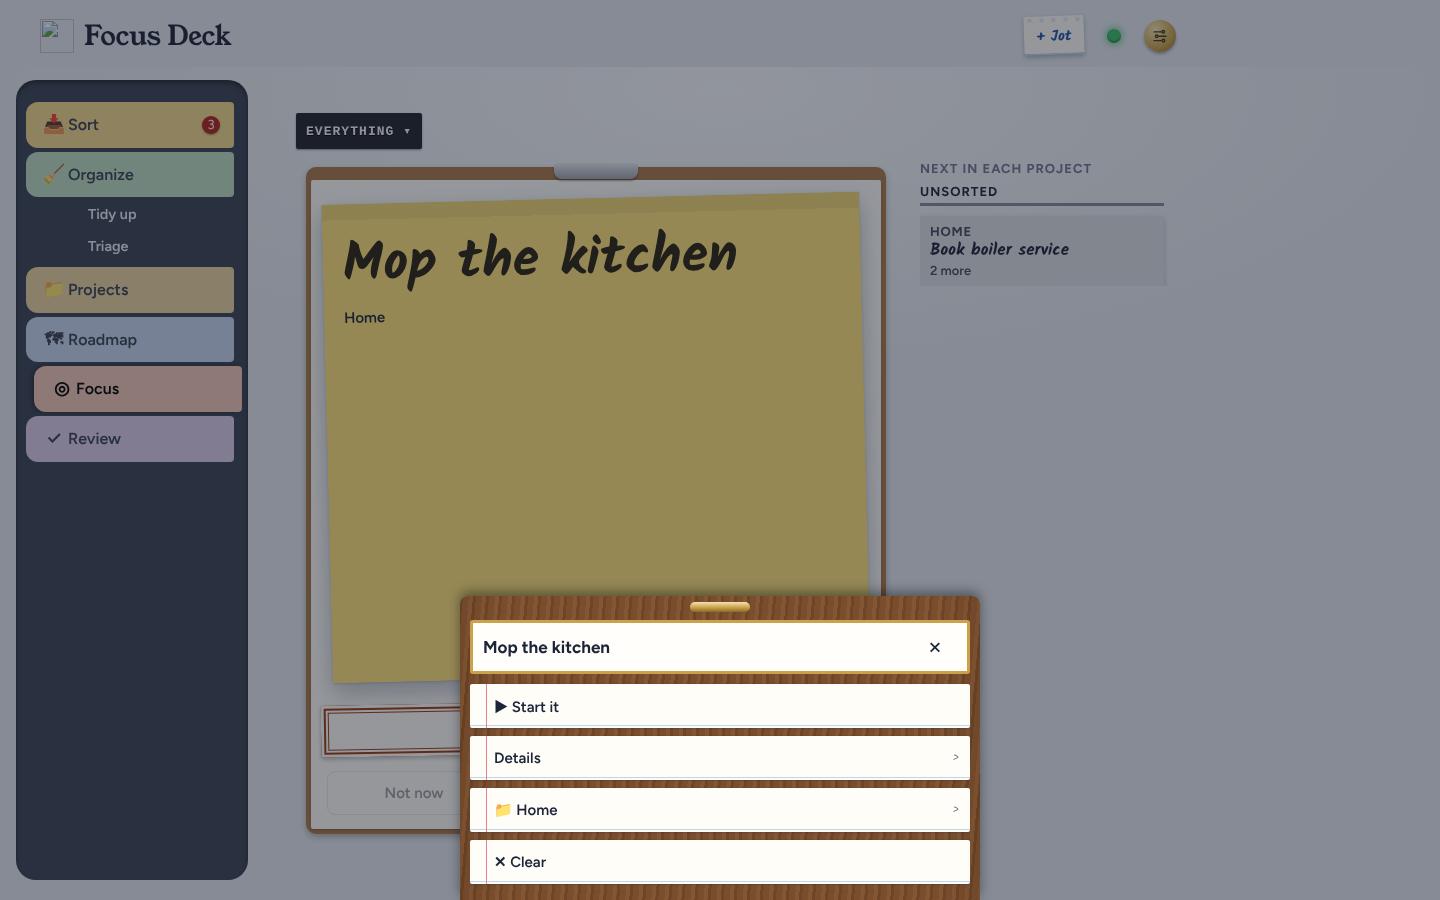 Focus Deck
+ Jot
Sort
3
Organize
Tidy up
Triage
Projects
Roadmap
Focus
Review
EVERYTHING ▾
Mop the kitchen
Home
Not now
NEXT IN EACH PROJECT
UNSORTED
HOME
Book boiler service
2 more
Mop the kitchen ✕
▶ Start it
Details >
Home >
✕ Clear